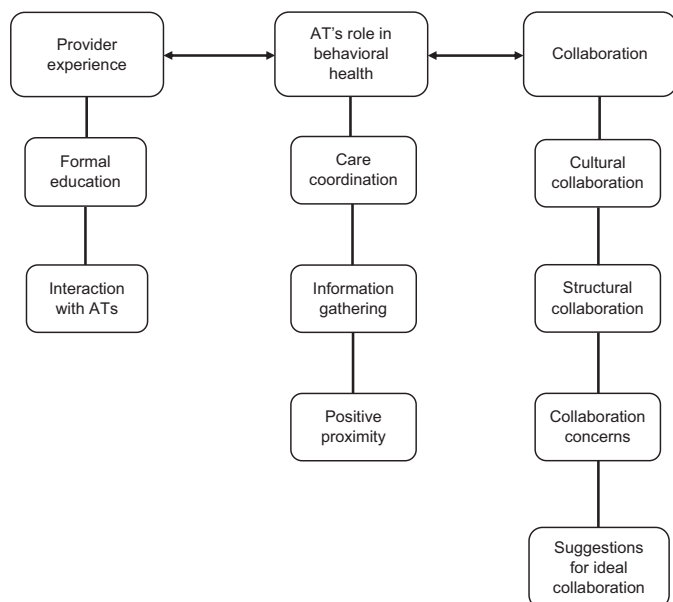 Provider
experience
AT's role in
behavioral
health
Collaboration
Formal
education
Care
coordination
Cultural
collaboration
Interaction
with ATs
Information
gathering
Structural
collaboration
Positive
proximity
Collaboration
concerns
Suggestions
for ideal
collaboration